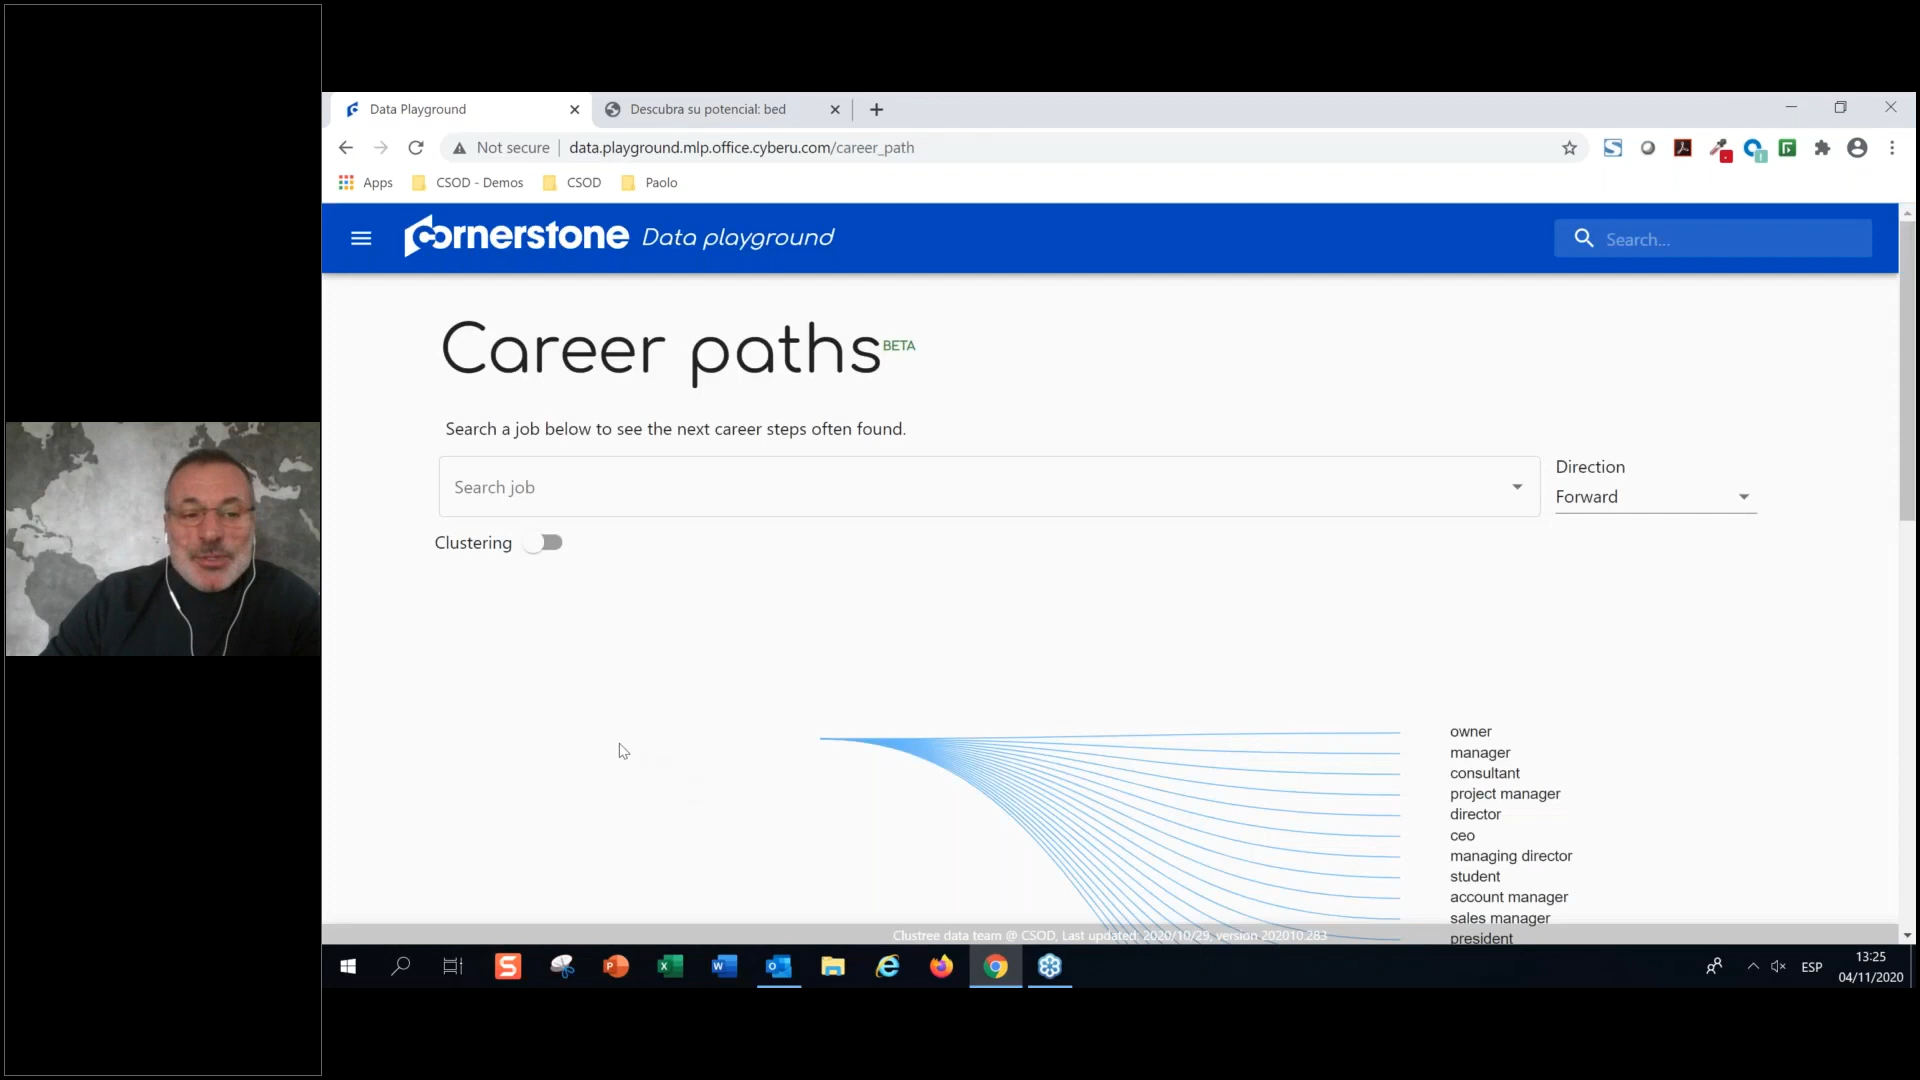 Data Playground
Descubra su potencial: bed
Not secure
data.playground.mlp.office.cyberu.com/career_path
Apps
CSOD - Demos
CSOD
Paolo
cornerstone Data playground
Search...
Career paths BETA
Search a job below to see the next career steps often found.
Search job
Direction
Forward
Clustering
owner
manager
consultant
project manager
director
ceo
managing director
student
account manager
sales manager
president
Clustree data team @ CSOD, Last updated: 2020/10/29, version 202010.283
ESP
13:25
04/11/2020